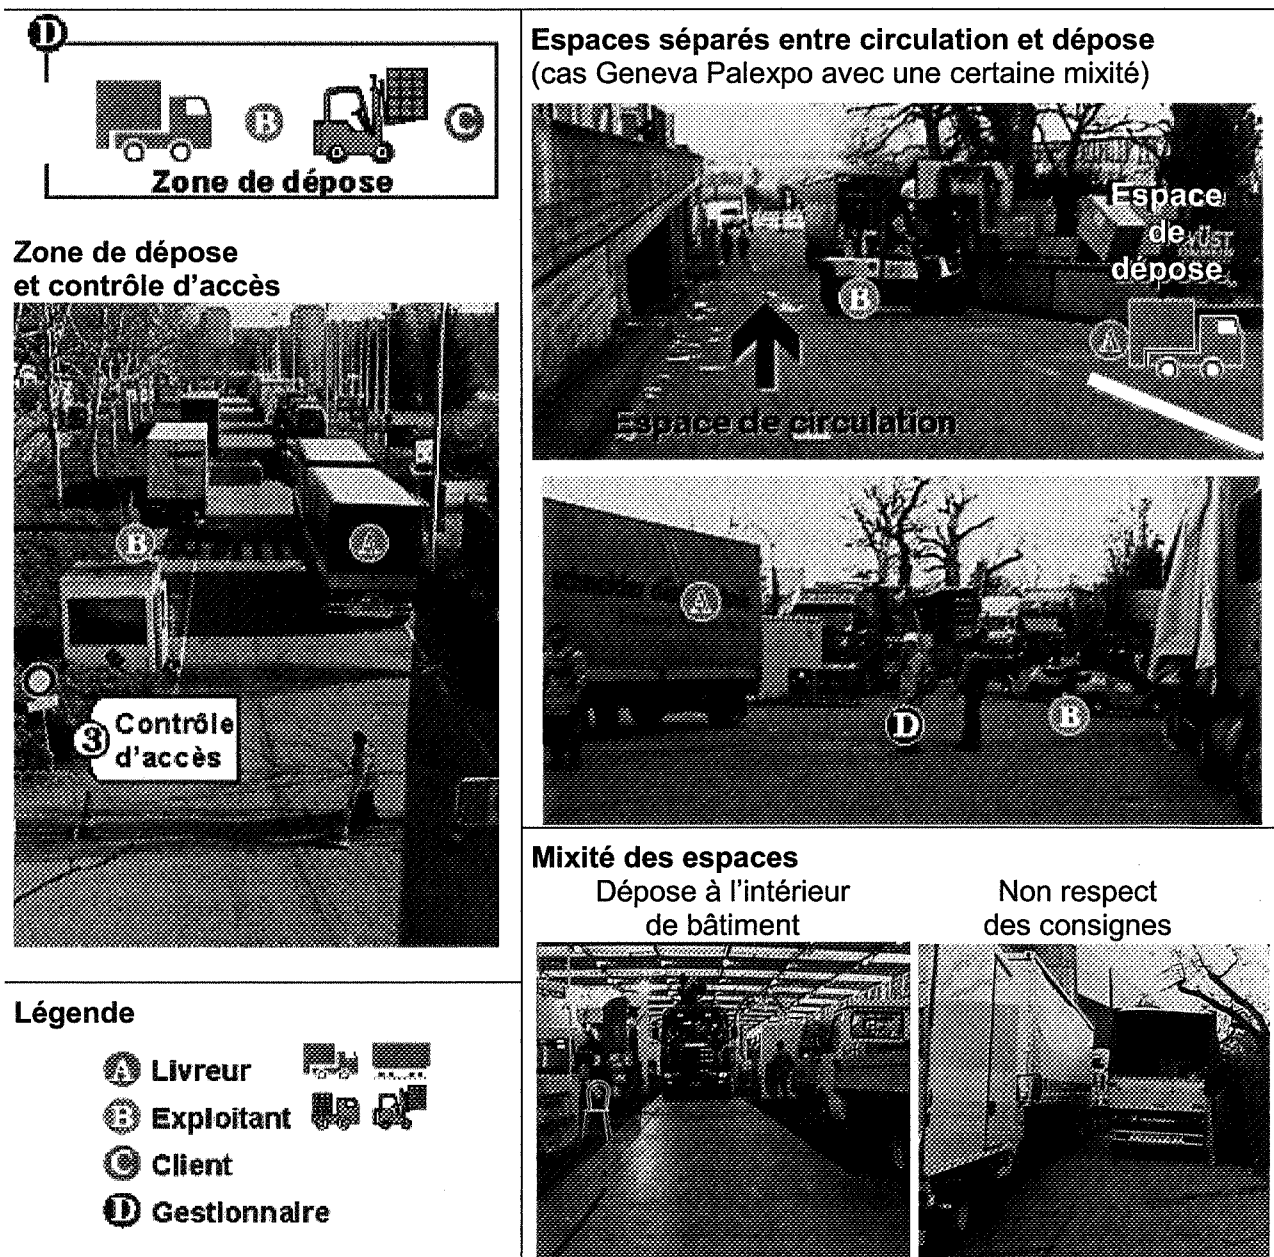 D
B
C
Zone de dépose
Zone de dépose
et contrôle d'accès
B
A
3 Contrôle
d'accès
Légende
A Livreur
B Exploitant
C Client
D Gestionnaire
Espaces séparés entre circulation et dépose
(cas Geneva Palexpo avec une certaine mixité)
Espace
de
dépose
B
A
Espace de circulation
A
D
B
Mixité des espaces
Dépose à l'intérieur
de bâtiment
Non respect
des consignes